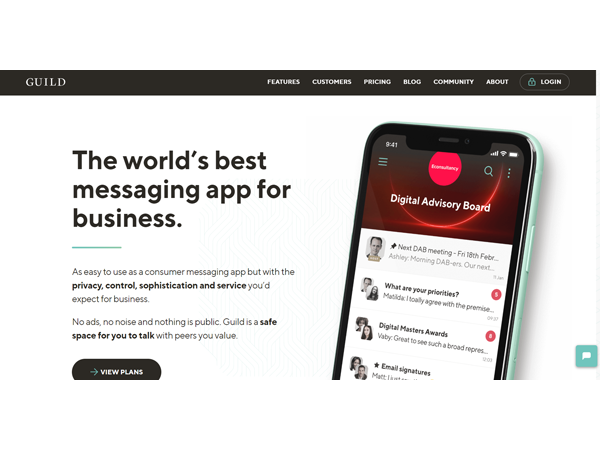 GUILD
FEATURES CUSTOMERS PRICING BLOG COMMUNITY ABOUT LOGIN
The world's best
messaging app for
business.
As easy to use as a consumer messaging app but with the
privacy, control, sophistication and service you'd
expect for business.
No ads, no noise and nothing is public. Guild is a safe
space for you to talk with peers you value.
VIEW PLANS
9:41
Econsultancy
Digital Advisory Board
Next DAB meeting - Fri 18th Febr...
Ashley: Morning DAB-ers. Our next...
11 Jan
What are your priorities?
Matilda: I toally agree with the premise...
09:57
Digital Masters Awards
Vaby: Great to see such a broad repres...
Email signatures